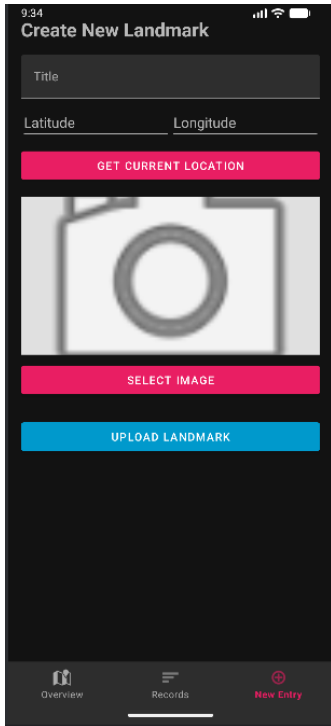 9:34
Create New Landmark
Title
Latitude Longitude
GET CURRENT LOCATION
SELECT IMAGE
UPLOAD LANDMARK
Overview Records New Entry